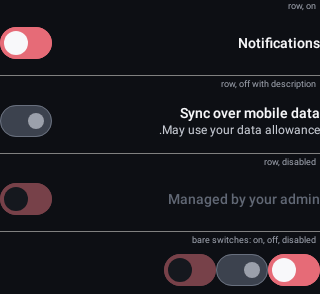 row, on
Notifications
row, off with description
Sync over mobile data
.May use your data allowance
row, disabled
Managed by your admin
bare switches: on, off, disabled